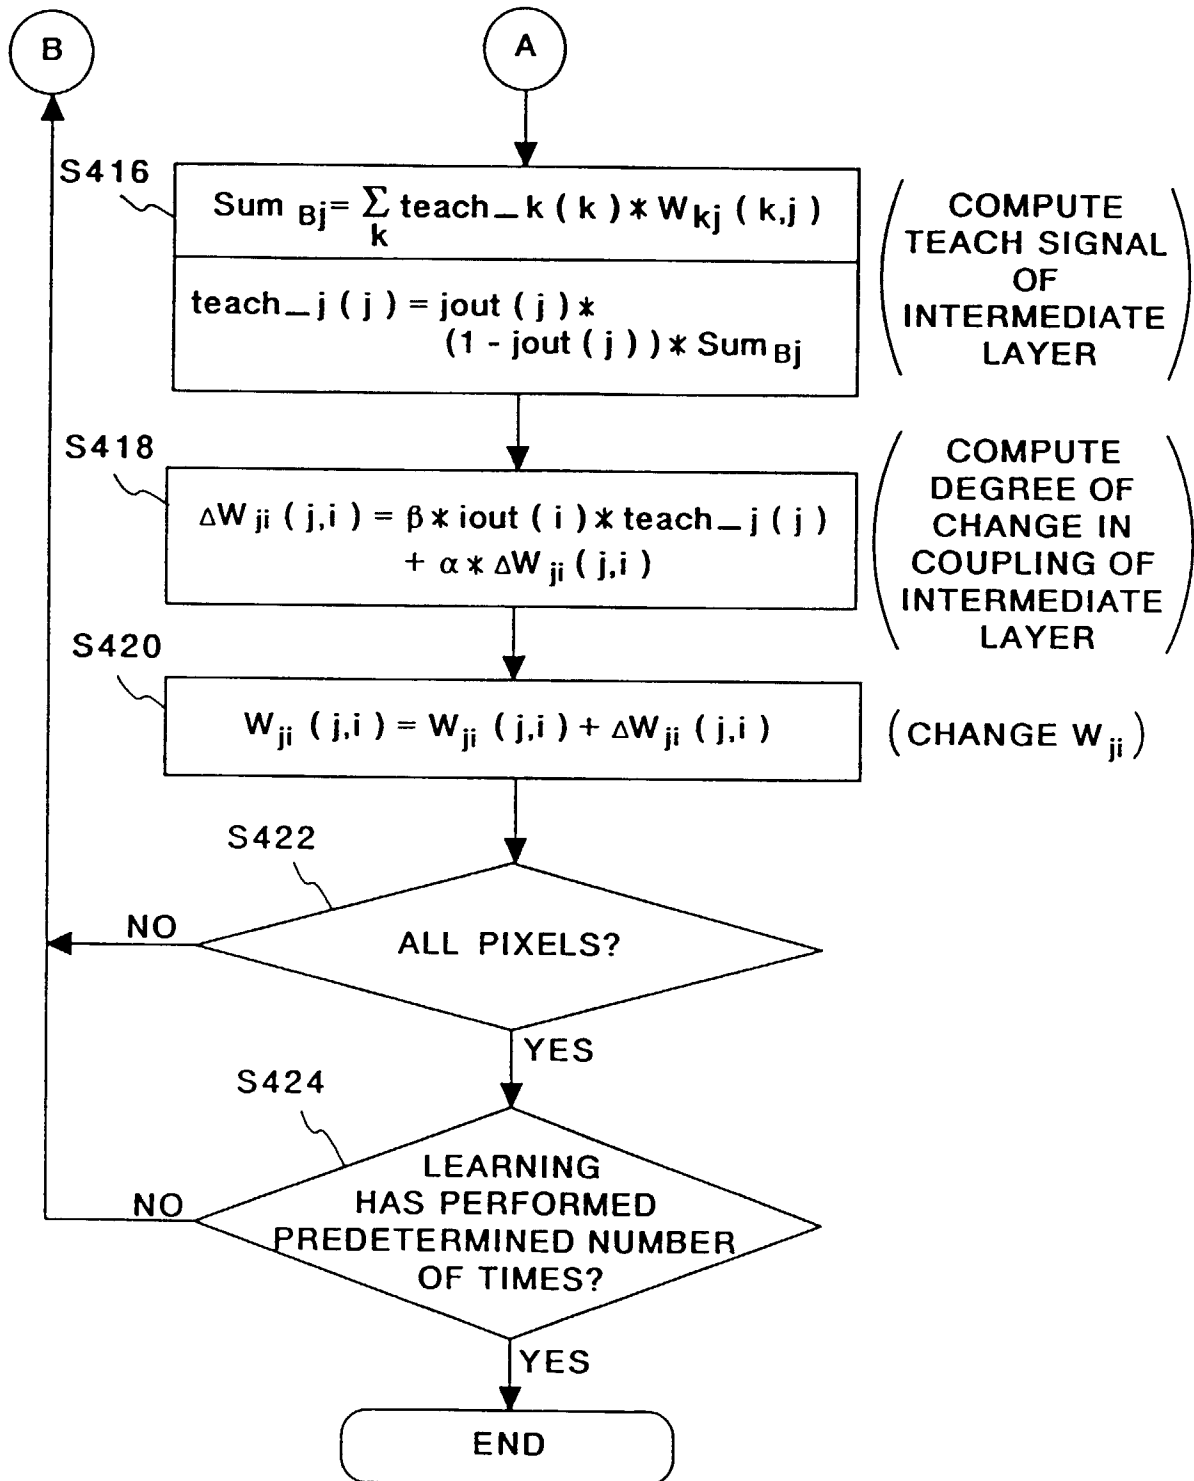 B
A
S416
Sum Bj= Σ teach_k ( k ) * Wkj ( k,j )
k
teach_j ( j ) = jout ( j ) *
(1 - jout ( j ) ) * Sum Bj
COMPUTE
TEACH SIGNAL
OF
INTERMEDIATE
LAYER
S418
ΔW ji ( j,i ) = β * iout ( i ) * teach_j ( j )
+ α * ΔW ji ( j,i )
COMPUTE
DEGREE OF
CHANGE IN
COUPLING OF
INTERMEDIATE
LAYER
S420
W ji ( j,i ) = W ji ( j,i ) + ΔW ji ( j,i )
(CHANGE W ji )
S422
NO
ALL PIXELS?
YES
S424
NO
LEARNING
HAS PERFORMED
PREDETERMINED NUMBER
OF TIMES?
YES
END